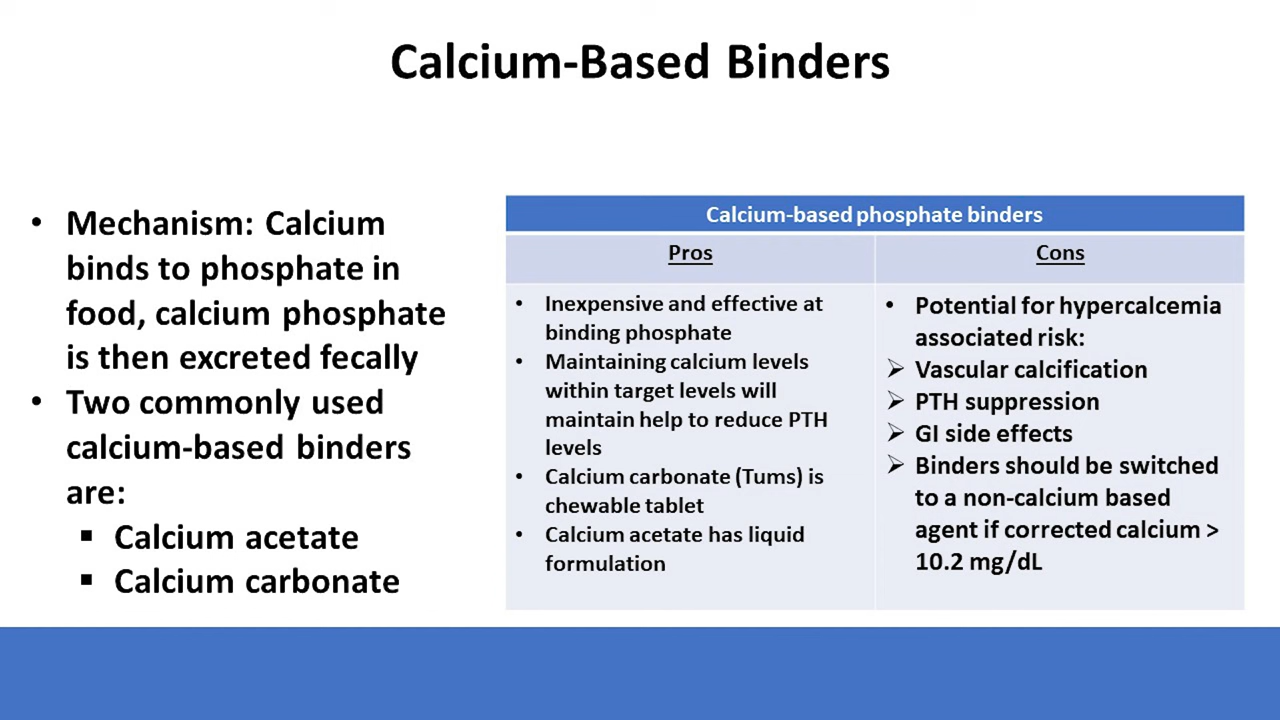 Calcium-Based Binders
• Mechanism: Calcium
binds to phosphate in
food, calcium phosphate
is then excreted fecally
• Two commonly used
calcium-based binders
are:
▪ Calcium acetate
▪ Calcium carbonate
Calcium-based phosphate binders
Pros
• Inexpensive and effective at
binding phosphate
• Maintaining calcium levels
within target levels will
maintain help to reduce PTH
levels
• Calcium carbonate (Tums) is
chewable tablet
• Calcium acetate has liquid
formulation
Cons
• Potential for hypercalcemia
associated risk:
➢ Vascular calcification
➢ PTH suppression
➢ GI side effects
➢ Binders should be switched
to a non-calcium based
agent if corrected calcium >
10.2 mg/dL